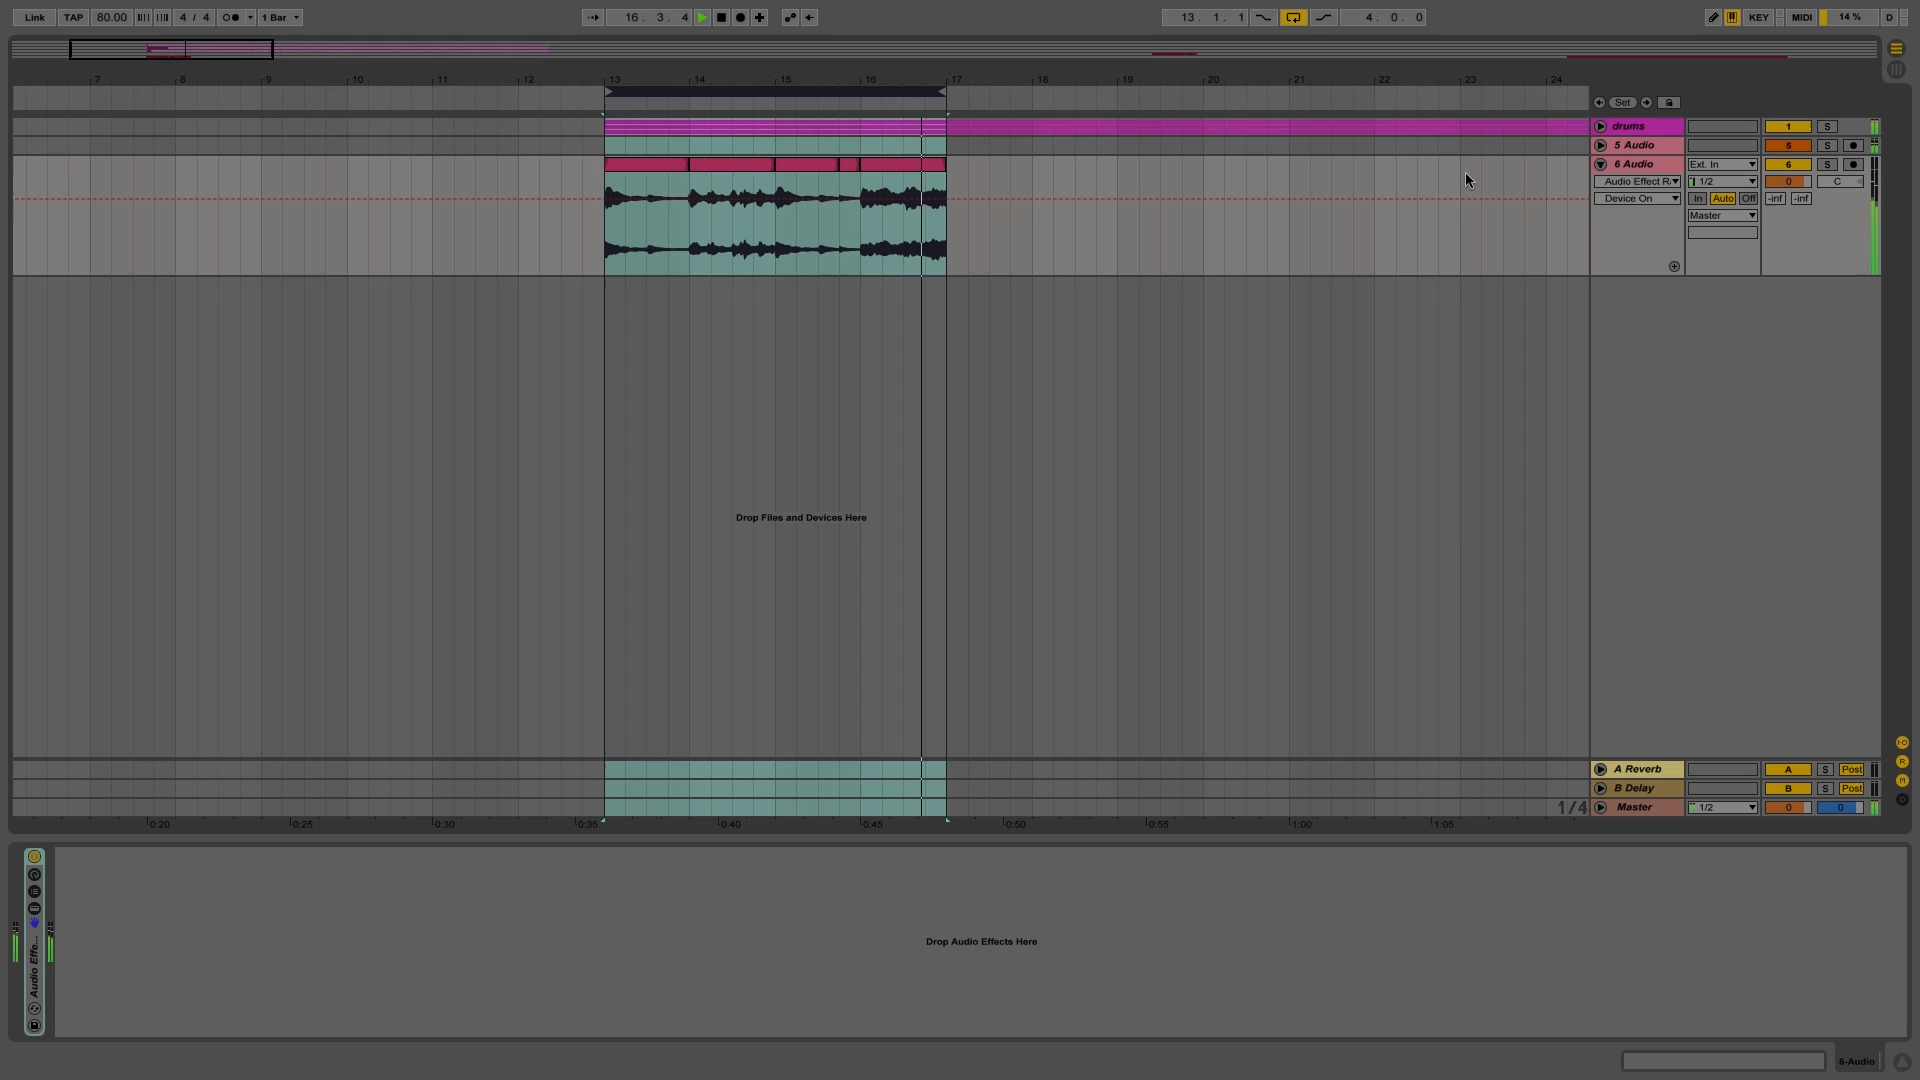 Link TAP 80.00 4 / 4 1 Bar 16. 3. 4 13. 1. 1 4. 0. 0 KEY MIDI 14 % D
7 8 9 10 11 12 13 14 15 16 17 18 19 20 21 22 23 24
Set
drums 1 S
5 Audio 5 S
6 Audio Ext. In 6 S
Audio Effect R 1/2 0 C
Device On In Auto Off -inf -inf
Master
Drop Files and Devices Here
A Reverb A S Post
B Delay B S Post
1/4 Master 1/2 0 0
0:20 0:25 0:30 0:35 0:40 0:45 0:50 0:55 1:00 1:05
Audio Effe...
Drop Audio Effects Here
6-Audio